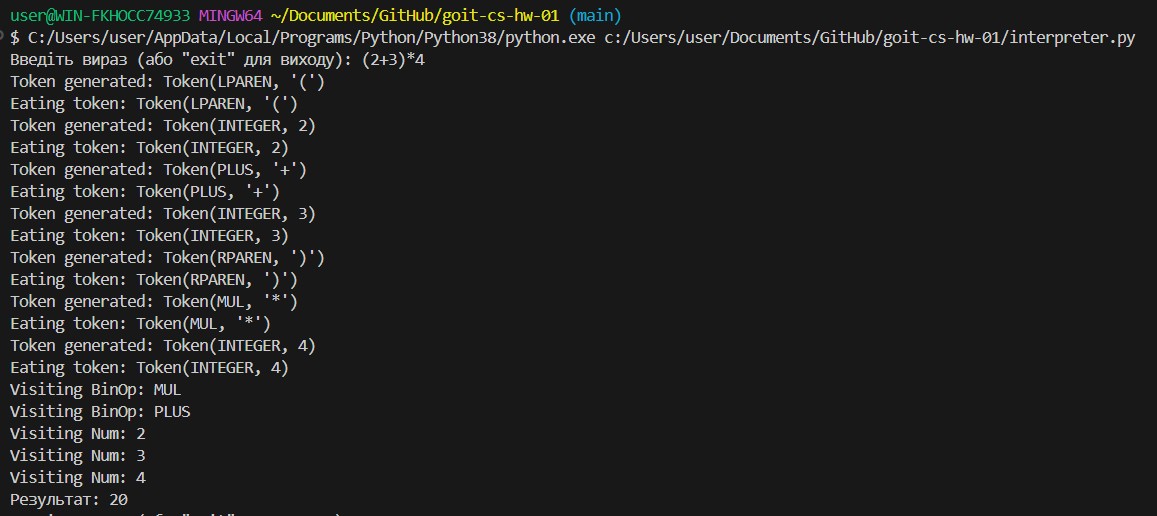 user@WIN-FKHOCC74933 MINGW64 ~/Documents/GitHub/goit-cs-hw-01 (main)
$ C:/Users/user/AppData/Local/Programs/Python/Python38/python.exe c:/Users/user/Documents/GitHub/goit-cs-hw-01/interpreter.py
Введіть вираз (або "exit" для виходу): (2+3)*4
Token generated: Token(LPAREN, '(')
Eating token: Token(LPAREN, '(')
Token generated: Token(INTEGER, 2)
Eating token: Token(INTEGER, 2)
Token generated: Token(PLUS, '+')
Eating token: Token(PLUS, '+')
Token generated: Token(INTEGER, 3)
Eating token: Token(INTEGER, 3)
Token generated: Token(RPAREN, ')')
Eating token: Token(RPAREN, ')')
Token generated: Token(MUL, '*')
Eating token: Token(MUL, '*')
Token generated: Token(INTEGER, 4)
Eating token: Token(INTEGER, 4)
Visiting BinOp: MUL
Visiting BinOp: PLUS
Visiting Num: 2
Visiting Num: 3
Visiting Num: 4
Результат: 20